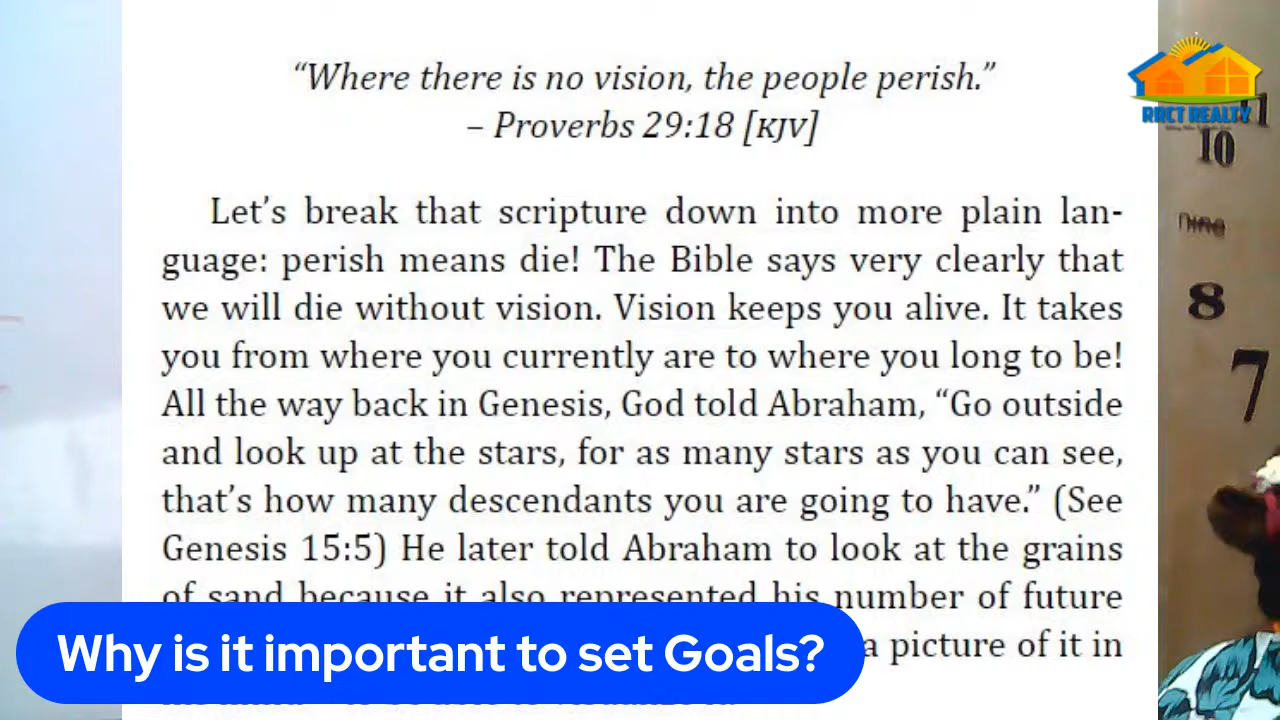 “Where there is no vision, the people perish.”
– Proverbs 29:18 [KJV]
Let’s break that scripture down into more plain lan-
guage: perish means die! The Bible says very clearly that
we will die without vision. Vision keeps you alive. It takes
you from where you currently are to where you long to be!
All the way back in Genesis, God told Abraham, “Go outside
and look up at the stars, for as many stars as you can see,
that’s how many descendants you are going to have.” (See
Genesis 15:5) He later told Abraham to look at the grains
of sand because it also represented his number of future
a picture of it in
Why is it important to set Goals?
RRCT REALTY
11
10
nine
8
7